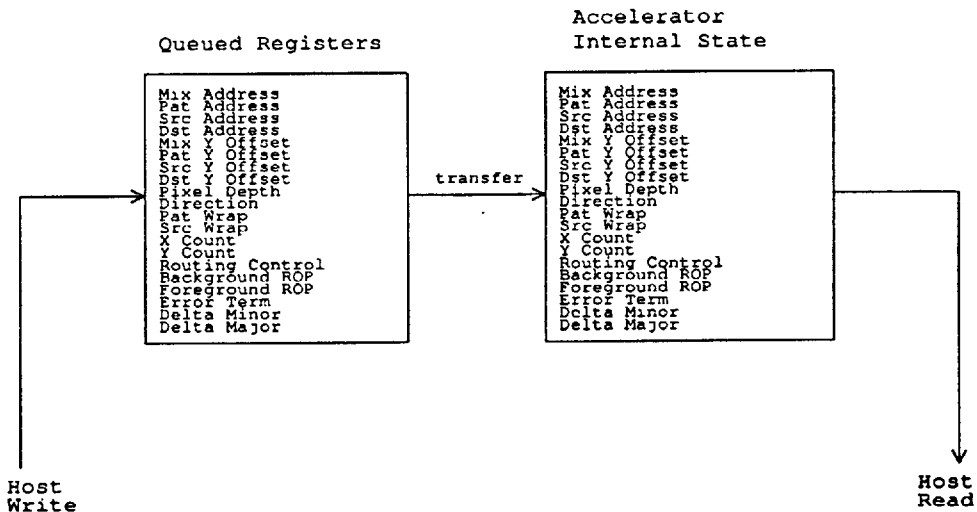 Queued Registers
Mix Address
Pat Address
Src Address
Dst Address
Mix Y Offset
Pat Y Offset
Src Y Offset
Dst Y Offset
Pixel Depth
Direction
Pat Wrap
Src Wrap
X Count
Y Count
Routing Control
Background ROP
Foreground ROP
Error Term
Delta Minor
Delta Major
transfer
Accelerator
Internal State
Mix Address
Pat Address
Src Address
Dst Address
Mix Y Offset
Pat Y Offset
Src Y Offset
Dst Y Offset
Pixel Depth
Direction
Pat Wrap
Src Wrap
X Count
Y Count
Routing Control
Background ROP
Foreground ROP
Error Term
Delta Minor
Delta Major
Host
Write
Host
Read